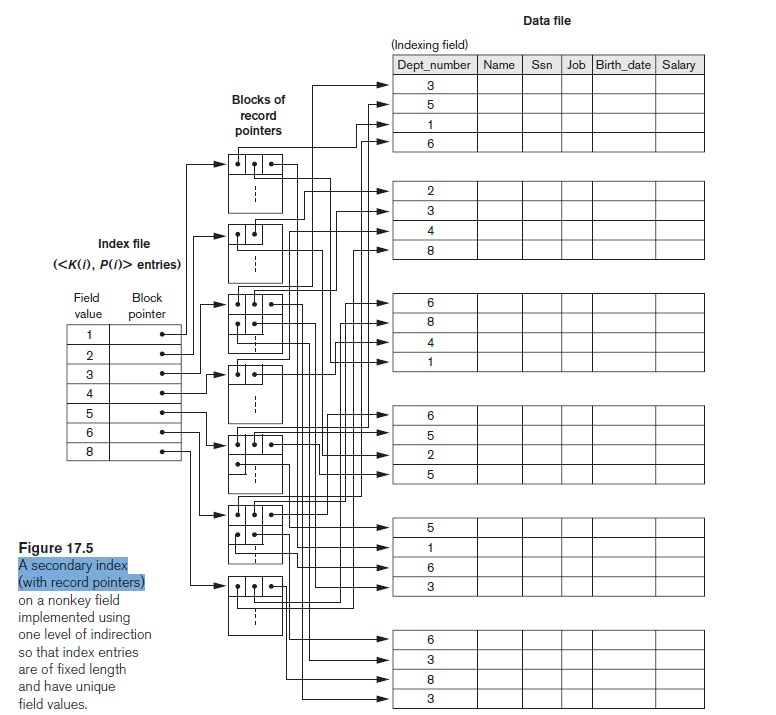 Data file
(Indexing field)
Dept_number Name Ssn Job Birth_date Salary
3
5
1
6
2
3
4
8
6
8
4
1
6
5
2
5
5
1
6
3
6
3
8
3
Blocks of
record
pointers
Index file
(<K(i), P(i)> entries)
Field
value
Block
pointer
1
2
3
4
5
6
8
Figure 17.5
A secondary index
(with record pointers)
on a nonkey field
implemented using
one level of indirection
so that index entries
are of fixed length
and have unique
field values.